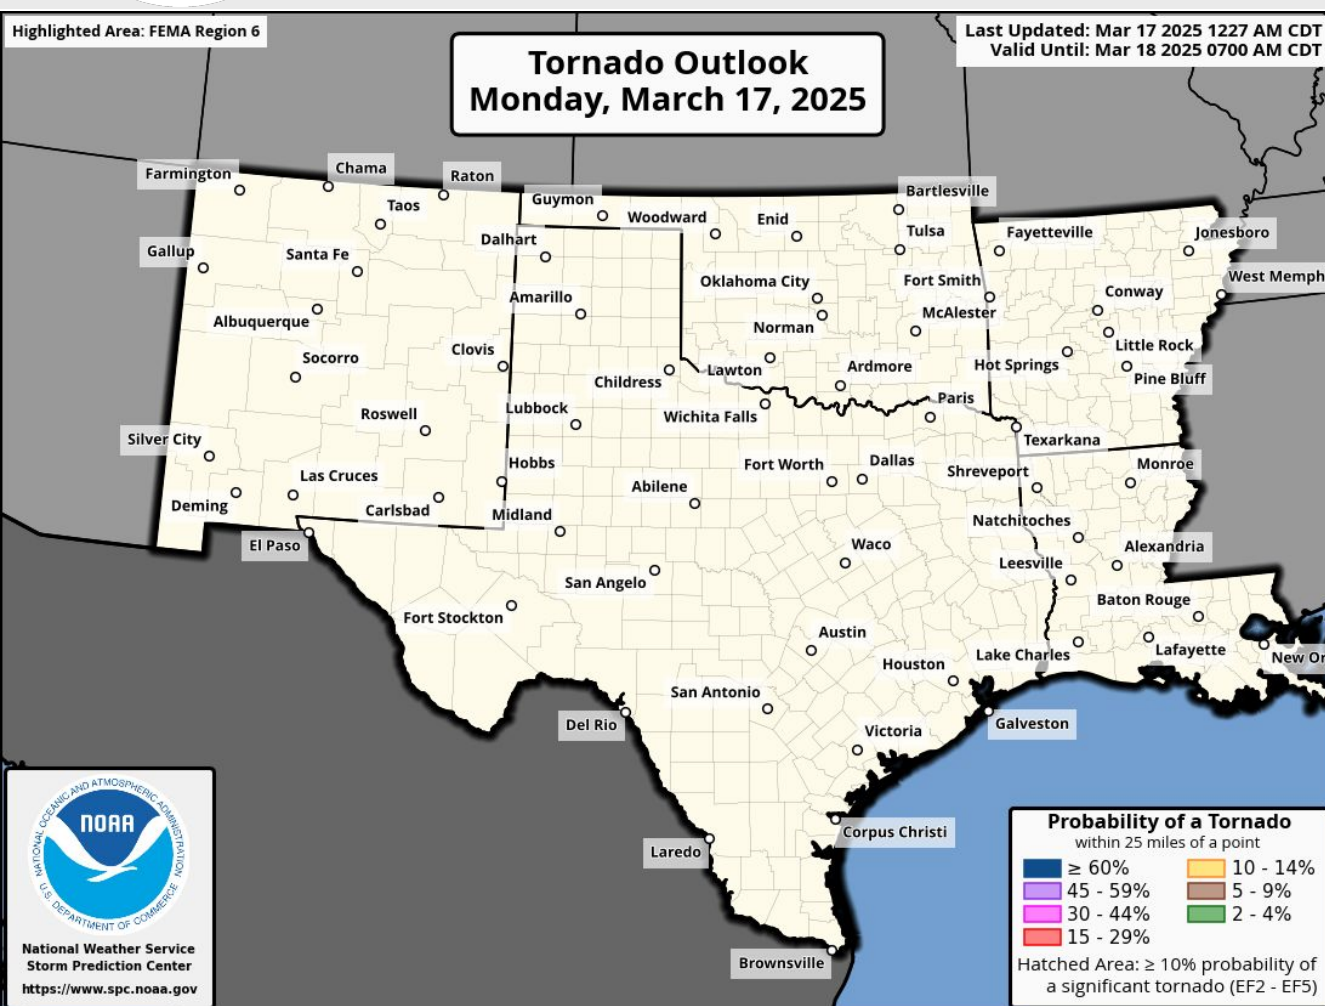 Highlighted Area: FEMA Region 6
Last Updated: Mar 17 2025 1227 AM CDT
Valid Until: Mar 18 2025 0700 AM CDT
Tornado Outlook
Monday, March 17, 2025
Farmington
Chama
Raton
Taos
Guymon
Woodward
Enid
Bartlesville
Tulsa
Fayetteville
Jonesboro
Gallup
Santa Fe
Dalhart
Oklahoma City
Fort Smith
West Memph
Amarillo
Conway
Albuquerque
Norman
McAlester
Little Rock
Socorro
Clovis
Childress
Lawton
Ardmore
Hot Springs
Pine Bluff
Roswell
Lubbock
Wichita Falls
Paris
Silver City
Texarkana
Las Cruces
Hobbs
Abilene
Fort Worth
Dallas
Shreveport
Monroe
Deming
Carlsbad
Midland
Natchitoches
El Paso
San Angelo
Waco
Leesville
Alexandria
Fort Stockton
Baton Rouge
Austin
Houston
Lake Charles
Lafayette
New Or
San Antonio
Del Rio
Victoria
Galveston
Laredo
Corpus Christi
Brownsville
NATIONAL OCEANIC AND ATMOSPHERIC ADMINISTRATION
NOAA
U.S. DEPARTMENT OF COMMERCE
National Weather Service
Storm Prediction Center
https://www.spc.noaa.gov
Probability of a Tornado
within 25 miles of a point
≥ 60%
45 - 59%
30 - 44%
15 - 29%
10 - 14%
5 - 9%
2 - 4%
Hatched Area: ≥ 10% probability of
a significant tornado (EF2 - EF5)